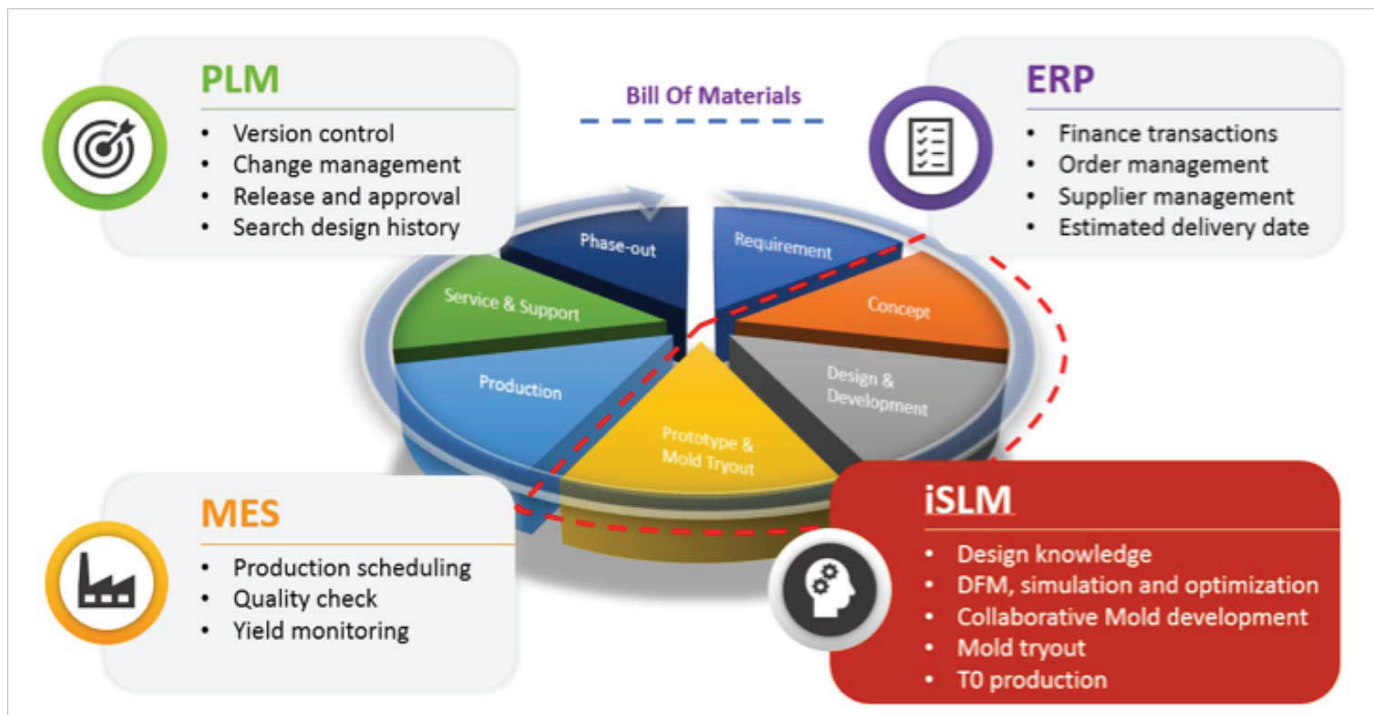 PLM
• Version control
• Change management
• Release and approval
• Search design history
Bill Of Materials
ERP
• Finance transactions
• Order management
• Supplier management
• Estimated delivery date
Phase-out
Requirement
Service & Support
Concept
Production
Design &
Development
Prototype &
Mold Tryout
MES
• Production scheduling
• Quality check
• Yield monitoring
iSLM
• Design knowledge
• DFM, simulation and optimization
• Collaborative Mold development
• Mold tryout
• T0 production